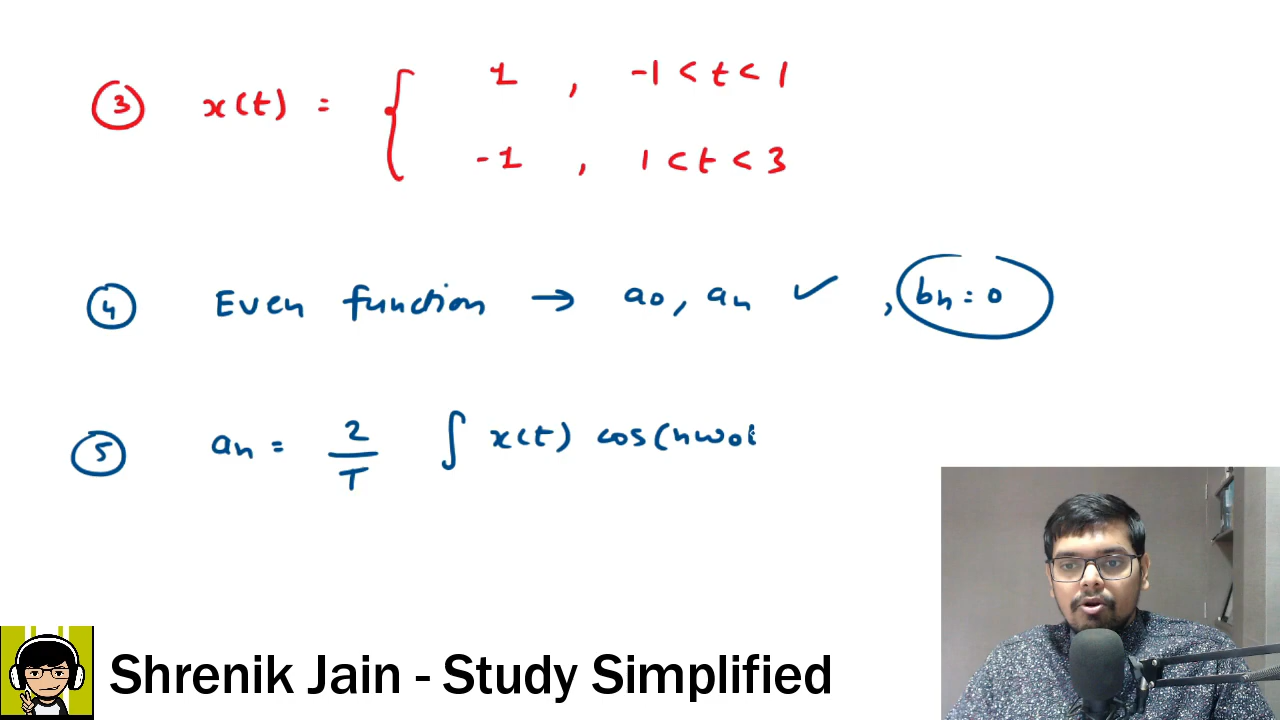 ③ x(t) = { 1 , -1 < t < 1
-1 , 1 < t < 3
④ Even function → a0, an ✓ , bn = 0
⑤ an = 2/T ∫ x(t) cos(nω0t
Shrenik Jain - Study Simplified